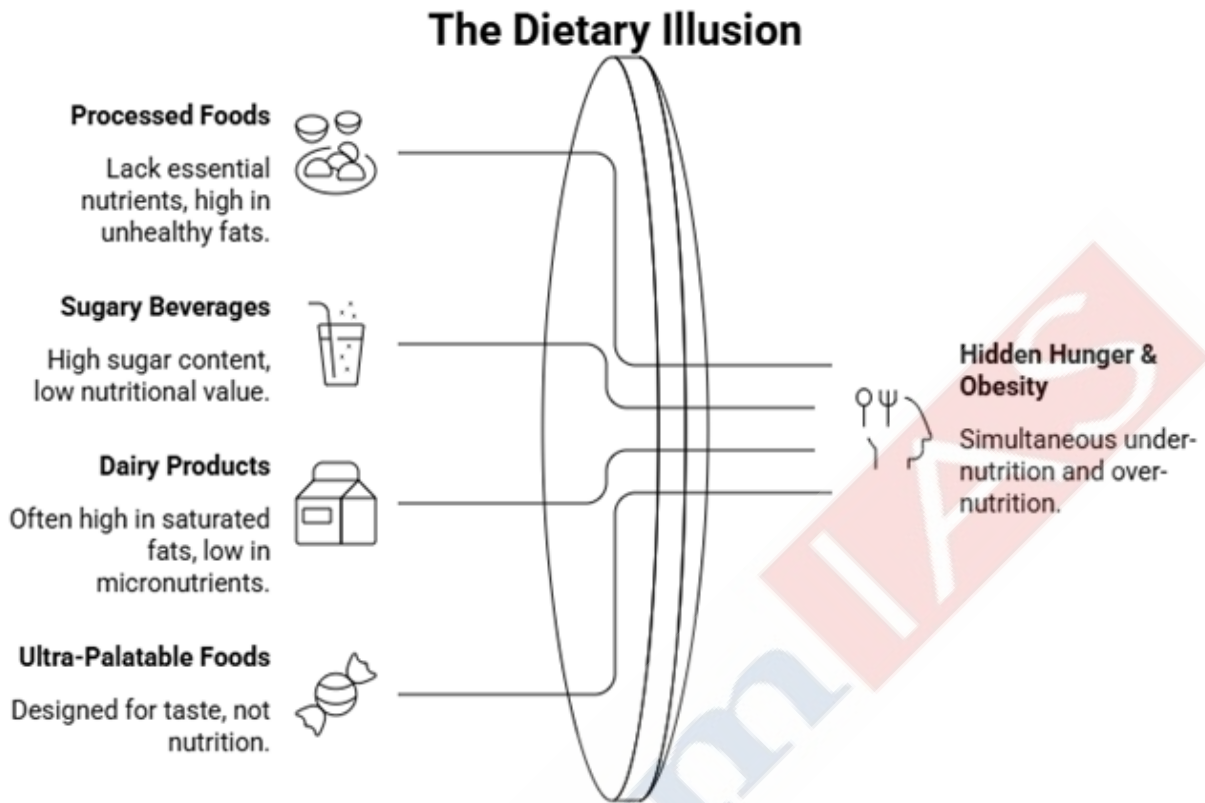 The Dietary Illusion
Processed Foods
Lack essential
nutrients, high in
unhealthy fats.
Sugary Beverages
High sugar content,
low nutritional value.
Dairy Products
Often high in saturated
fats, low in
micronutrients.
Ultra-Palatable Foods
Designed for taste, not
nutrition.
Hidden Hunger &
Obesity
Simultaneous under-
nutrition and over-
nutrition.
m IAS